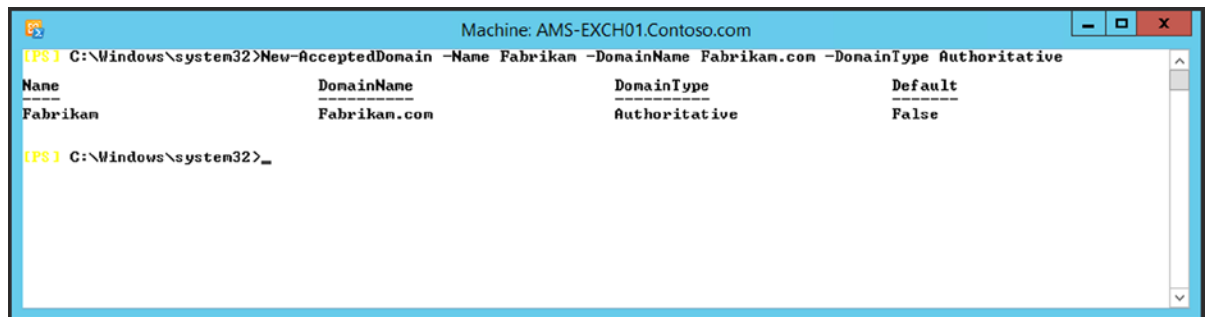 Machine: AMS-EXCH01.Contoso.com
[PS] C:\Windows\system32>New-AcceptedDomain -Name Fabrikam -DomainName Fabrikam.com -DomainType Authoritative
Name DomainName DomainType Default
---- ---------- ---------- -------
Fabrikam Fabrikam.com Authoritative False
[PS] C:\Windows\system32>_